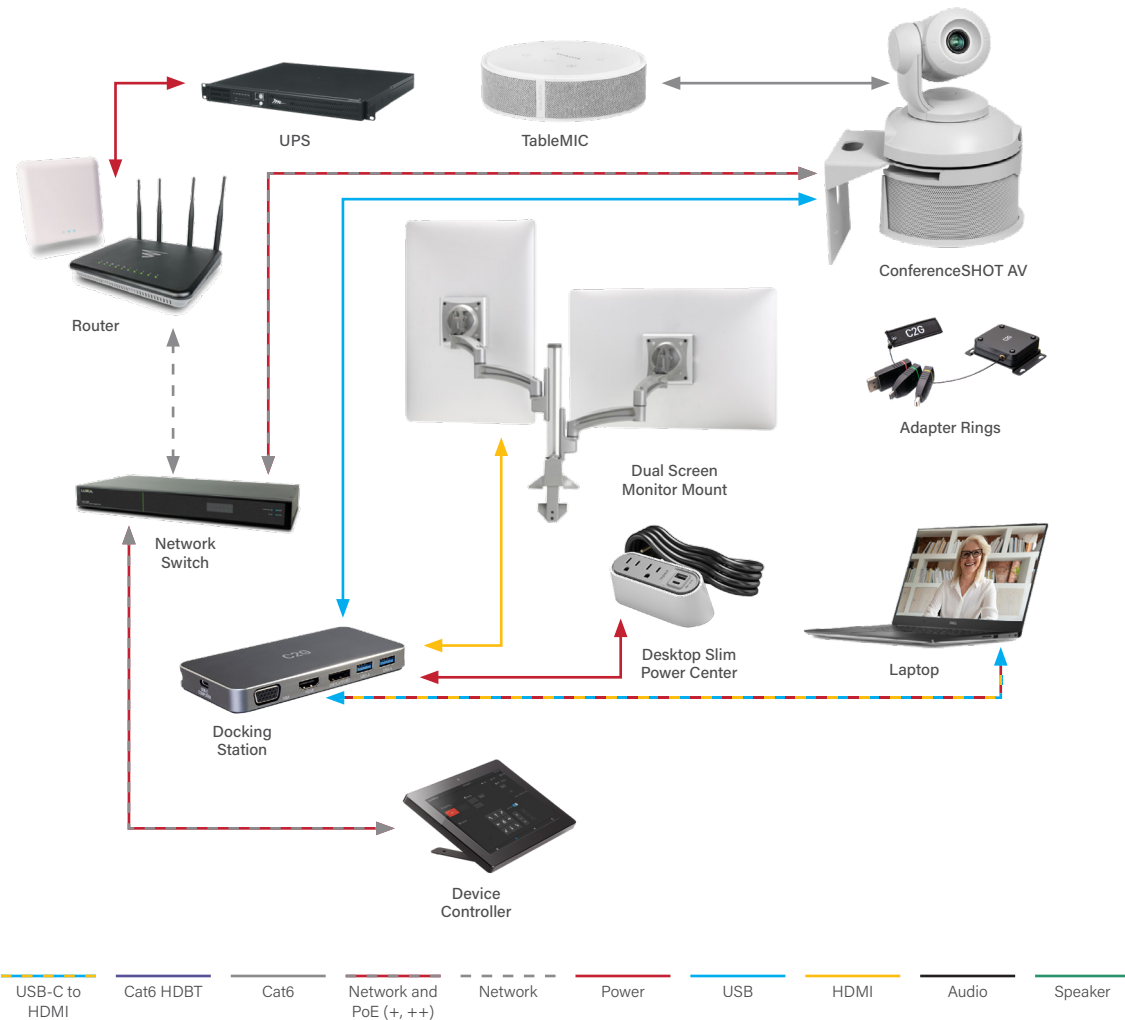 UPS
TableMIC
ConferenceSHOT AV
Router
C2G
Adapter Rings
Dual Screen
Monitor Mount
Network
Switch
Desktop Slim
Power Center
Laptop
C2G
Docking
Station
Device
Controller
USB-C to
HDMI
Cat6 HDBT
Cat6
Network and
PoE (+, ++)
Network
Power
USB
HDMI
Audio
Speaker